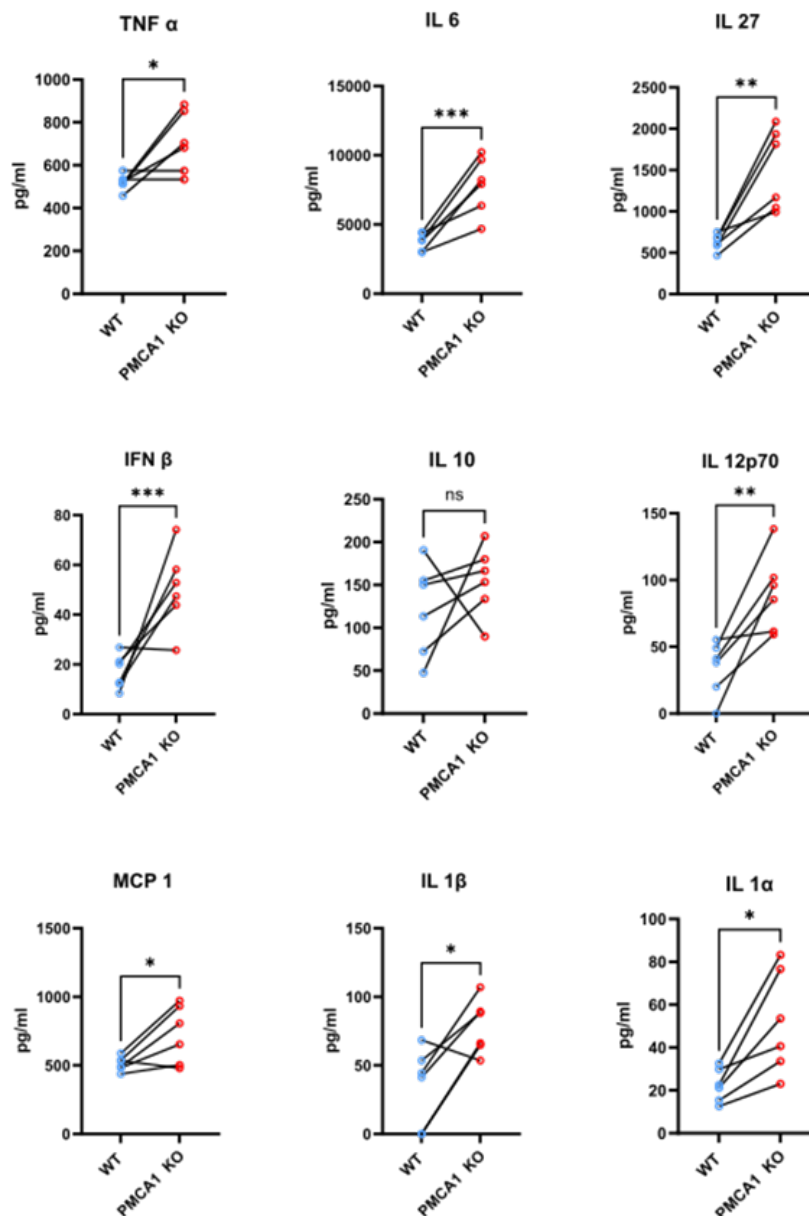 TNF α
*
1000
800
600
400
200
0
pg/ml
WT
PMCA1 KO
IL 6
***
15000
10000
5000
0
pg/ml
WT
PMCA1 KO
IL 27
**
2500
2000
1500
1000
500
0
pg/ml
WT
PMCA1 KO
IFN β
***
80
60
40
20
0
pg/ml
WT
PMCA1 KO
IL 10
ns
250
200
150
100
50
0
pg/ml
WT
PMCA1 KO
IL 12p70
**
150
100
50
0
pg/ml
WT
PMCA1 KO
MCP 1
*
1500
1000
500
0
pg/ml
WT
PMCA1 KO
IL 1β
*
150
100
50
0
pg/ml
WT
PMCA1 KO
IL 1α
*
100
80
60
40
20
0
pg/ml
WT
PMCA1 KO